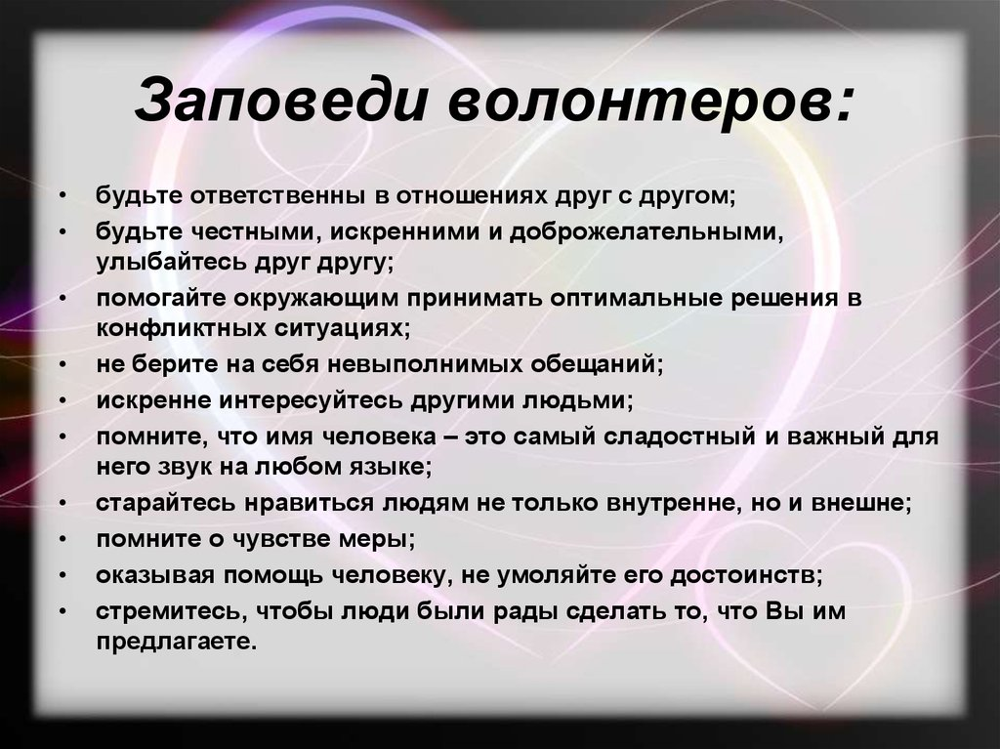 Заповеди волонтеров:
• будьте ответственны в отношениях друг с другом;
• будьте честными, искренними и доброжелательными,
улыбайтесь друг другу;
• помогайте окружающим принимать оптимальные решения в
конфликтных ситуациях;
• не берите на себя невыполнимых обещаний;
• искренне интересуйтесь другими людьми;
• помните, что имя человека – это самый сладостный и важный для
него звук на любом языке;
• старайтесь нравиться людям не только внутренне, но и внешне;
• помните о чувстве меры;
• оказывая помощь человеку, не умоляйте его достоинств;
• стремитесь, чтобы люди были рады сделать то, что Вы им
предлагаете.